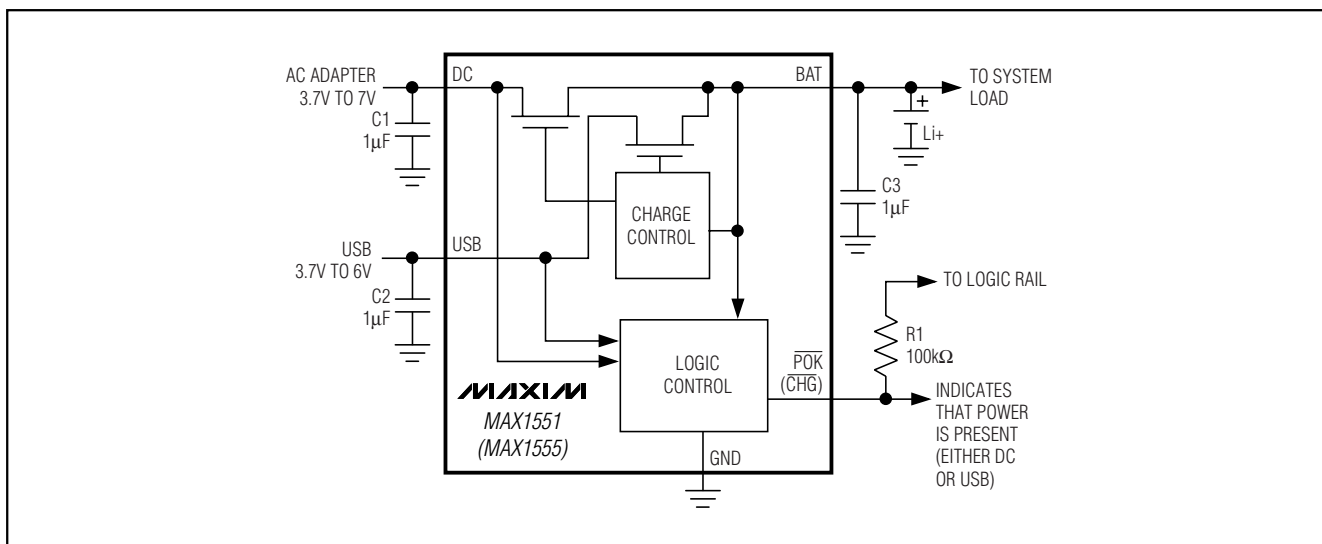 AC ADAPTER
3.7V TO 7V
C1
1µF
DC
BAT
TO SYSTEM
LOAD
+
Li+
C3
1µF
CHARGE
CONTROL
USB
3.7V TO 6V
USB
C2
1µF
TO LOGIC RAIL
R1
100kΩ
LOGIC
CONTROL
POK
(CHG)
INDICATES
THAT POWER
IS PRESENT
(EITHER DC
OR USB)
MAXIM
MAX1551
(MAX1555)
GND